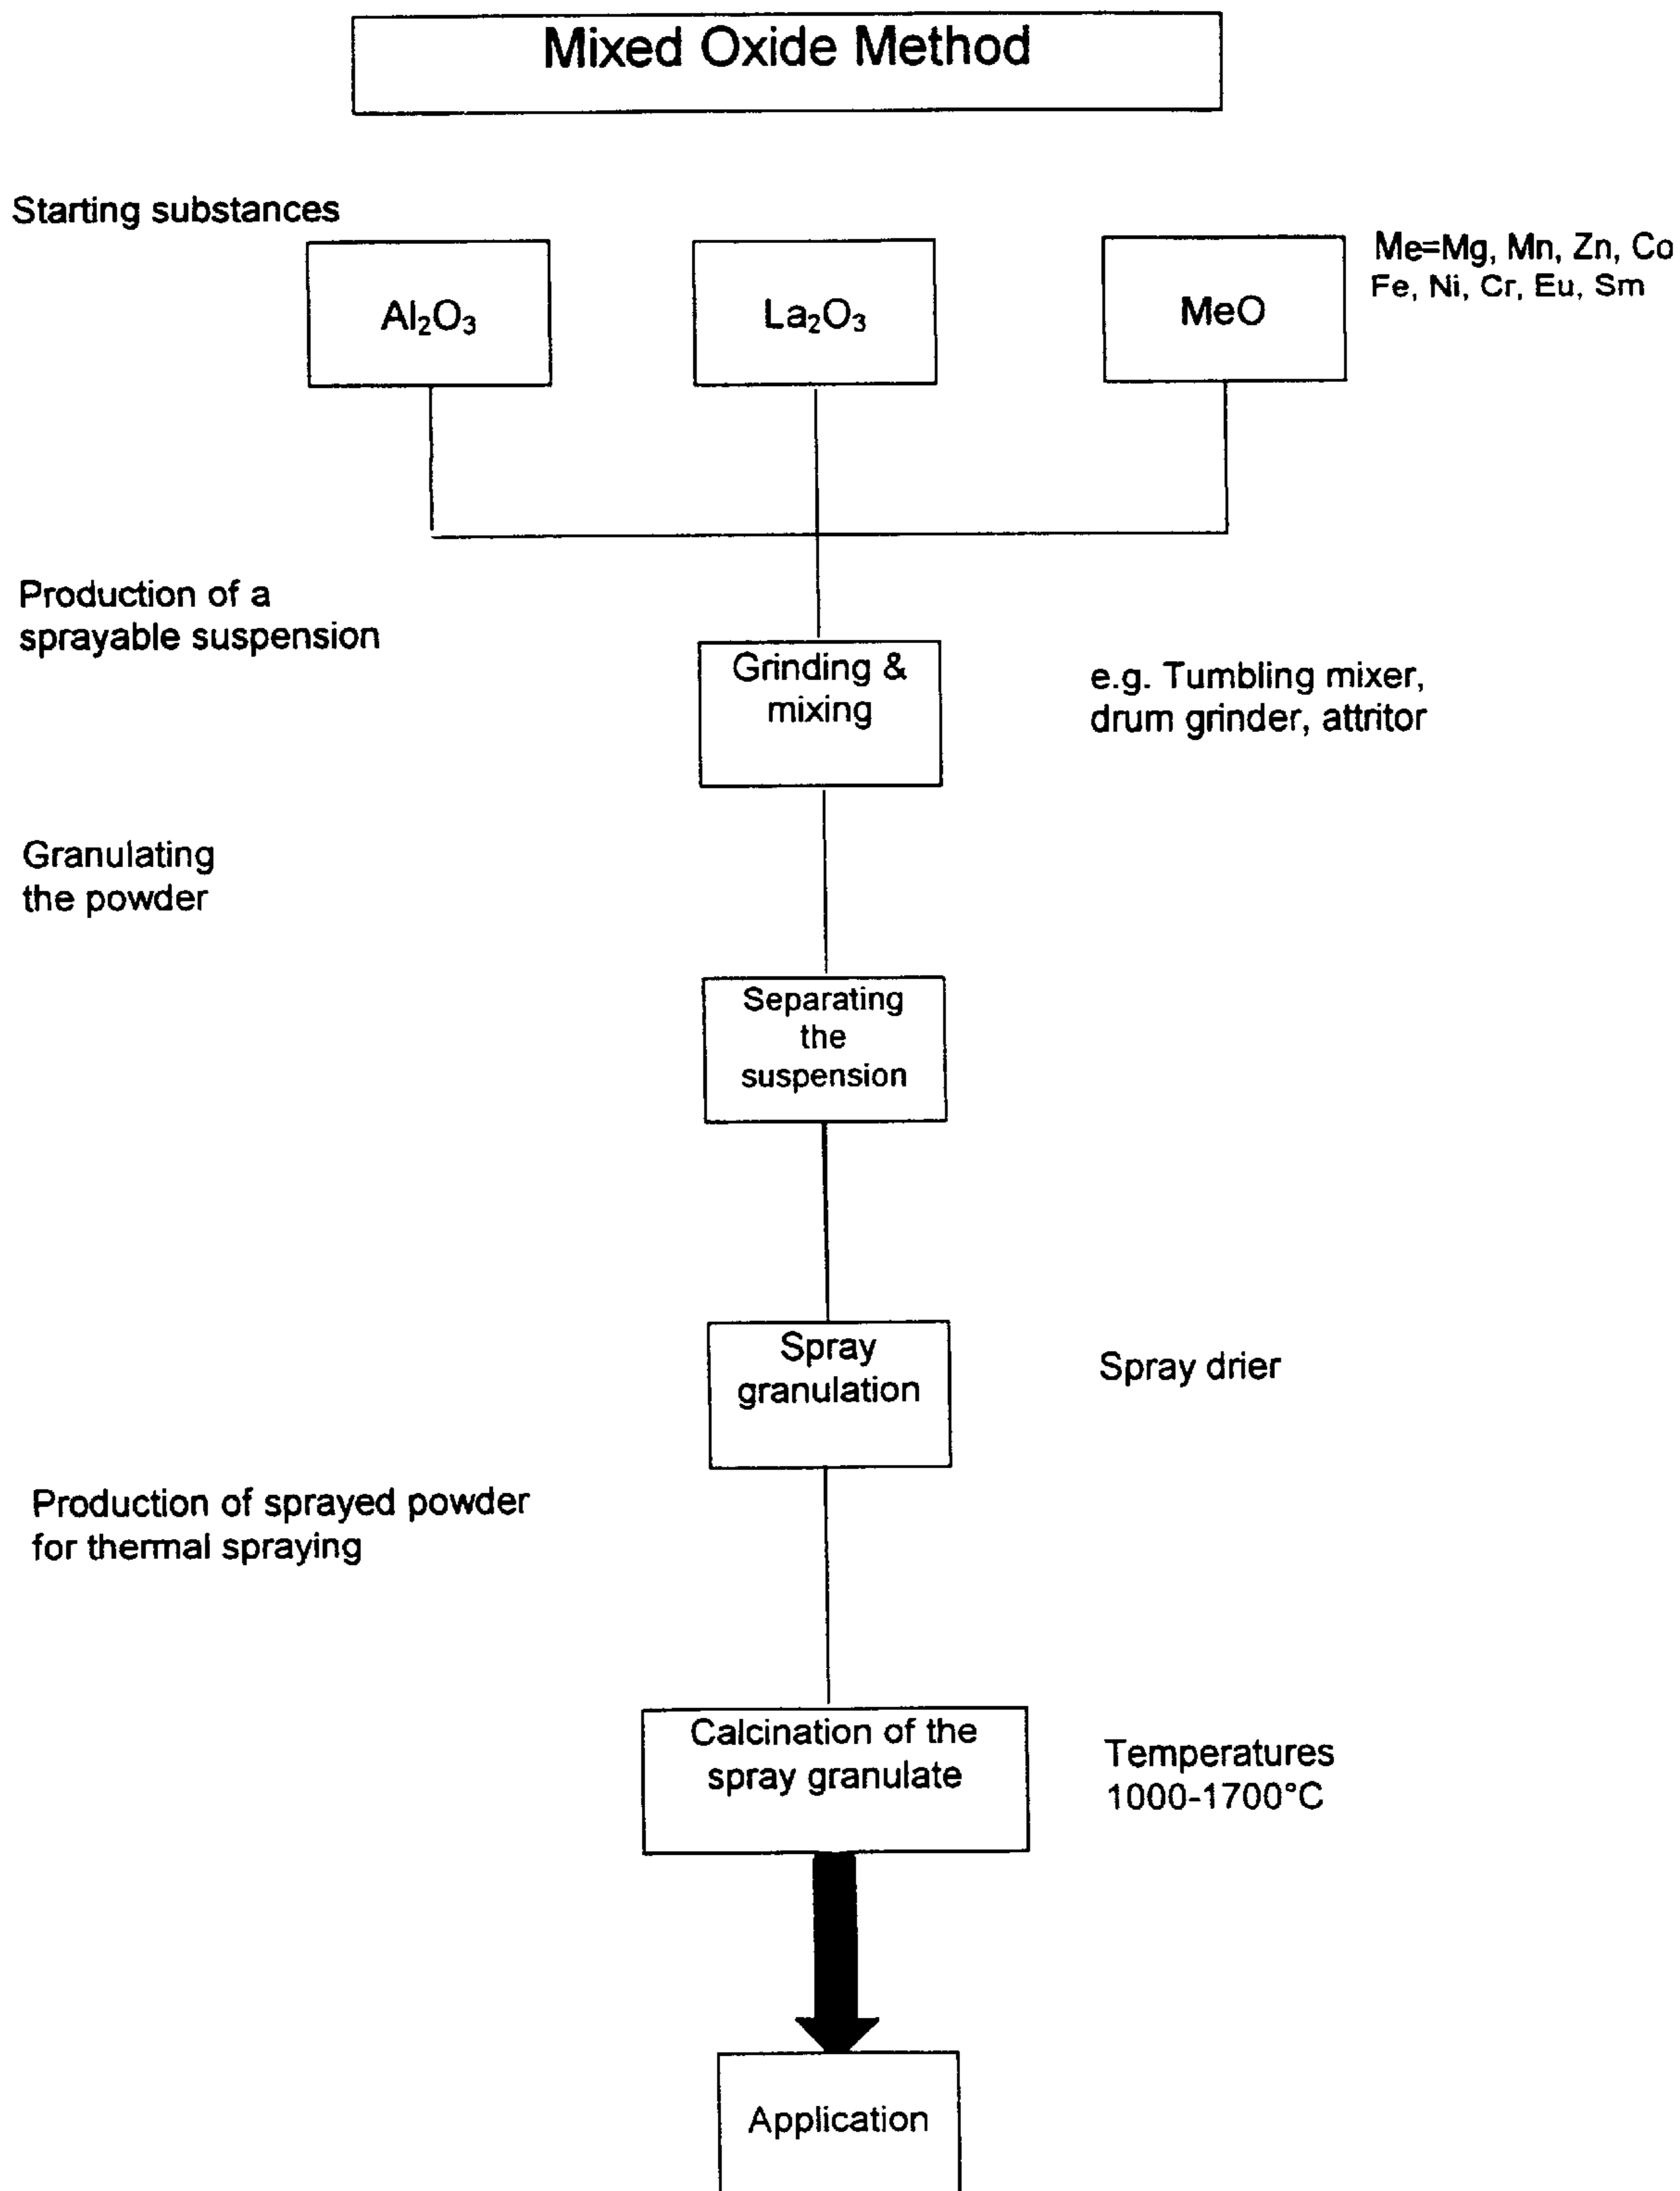 Mixed Oxide Method
Starting substances
Al₂O₃
La₂O₃
MeO
Me=Mg, Mn, Zn, Co
Fe, Ni, Cr, Eu, Sm
Production of a
sprayable suspension
Grinding &
mixing
e.g. Tumbling mixer,
drum grinder, attritor
Granulating
the powder
Separating
the
suspension
Spray
granulation
Spray drier
Production of sprayed powder
for thermal spraying
Calcination of the
spray granulate
Temperatures
1000-1700°C
Application